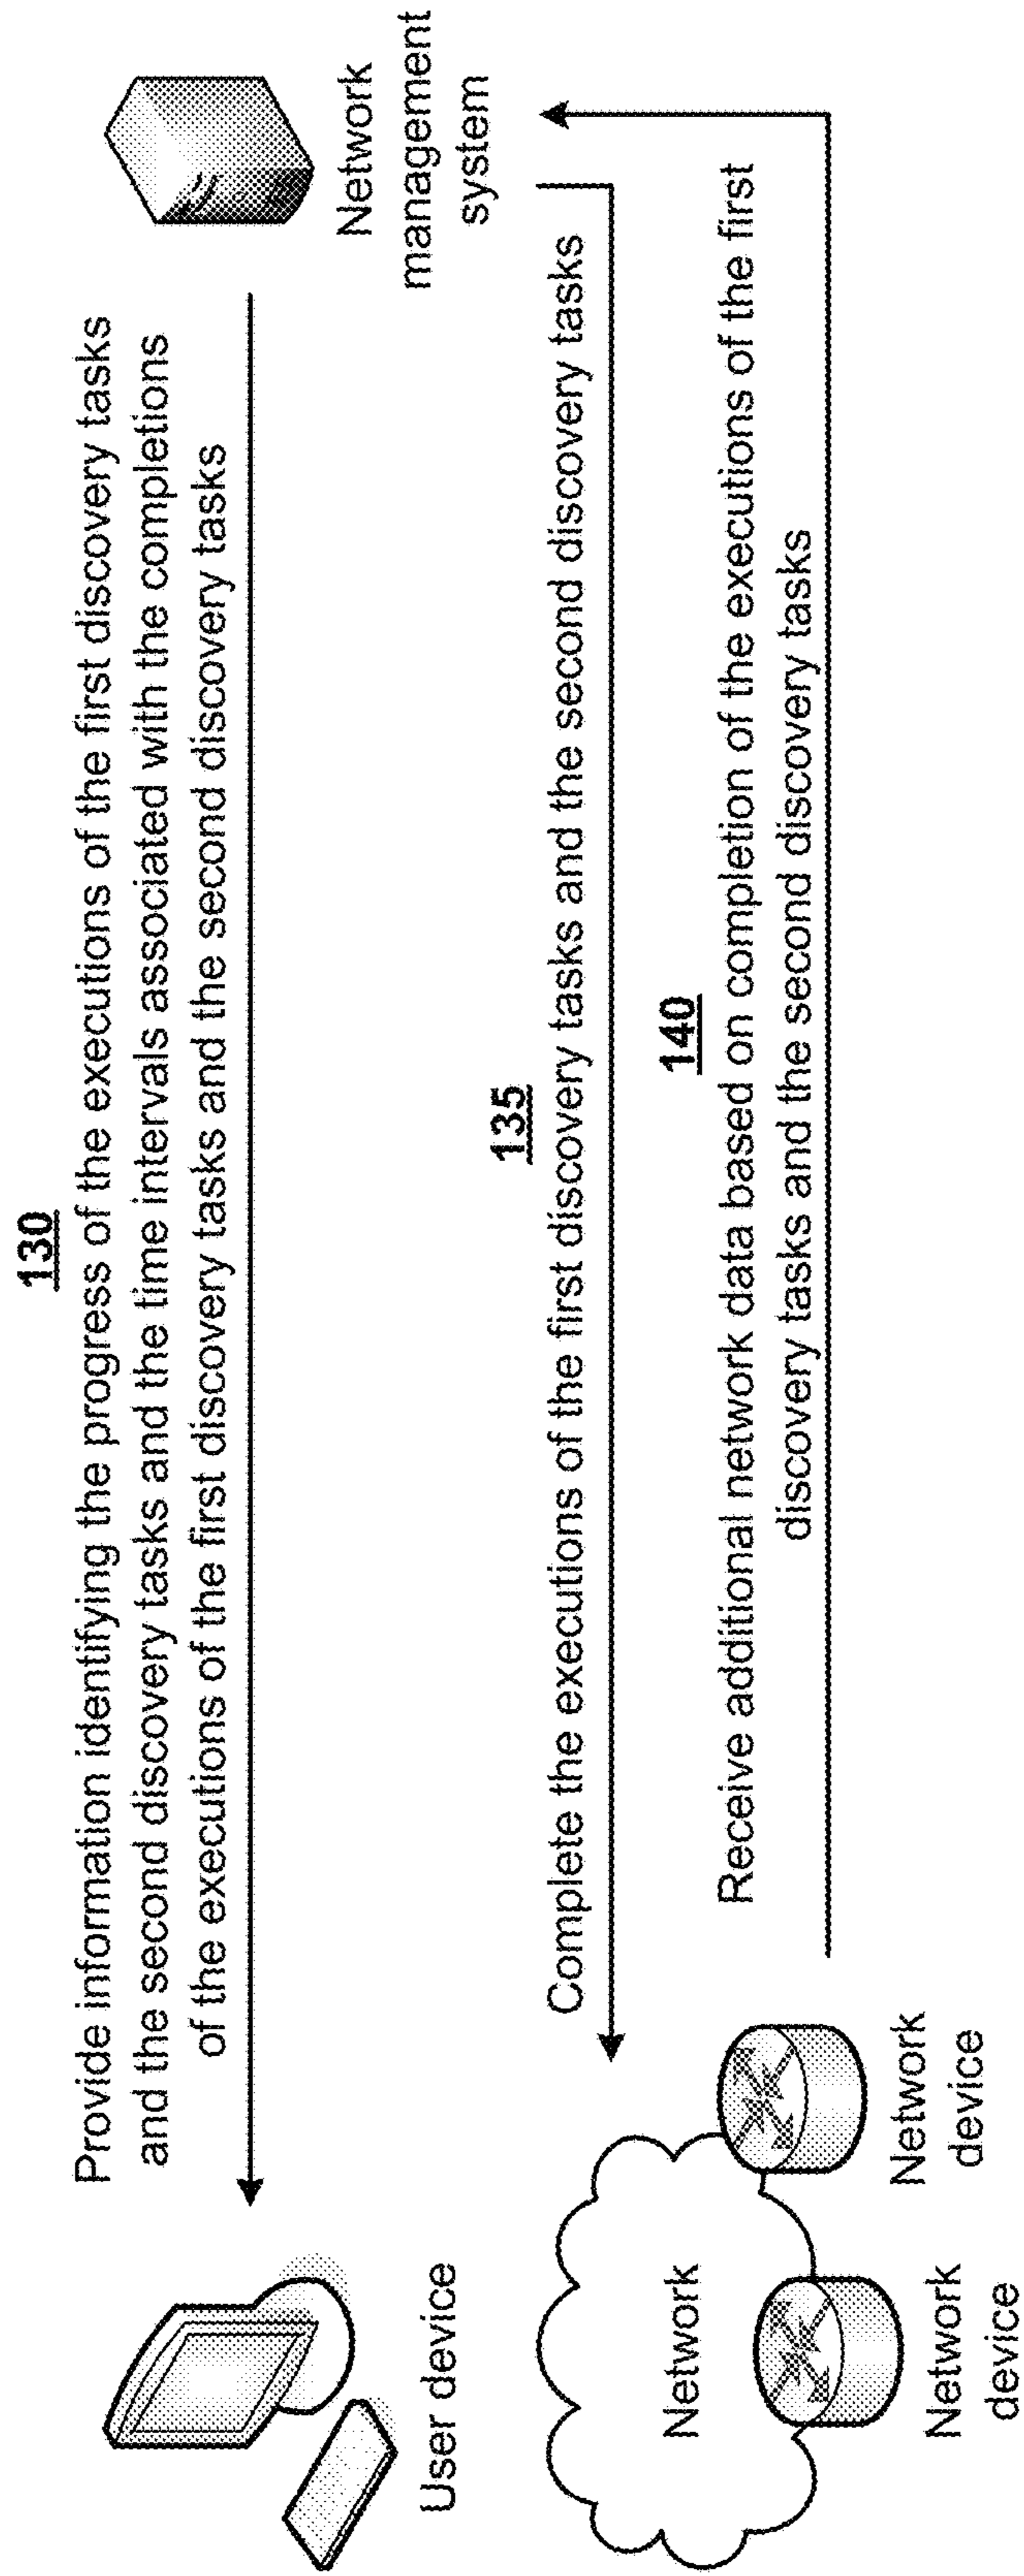 130
Provide information identifying the progress of the executions of the first discovery tasks
and the second discovery tasks and the time intervals associated with the completions
of the executions of the first discovery tasks and the second discovery tasks
User device
Network
management
system
135
Complete the executions of the first discovery tasks and the second discovery tasks
140
Receive additional network data based on completion of the executions of the first
discovery tasks and the second discovery tasks
Network
Network
device
Network
device